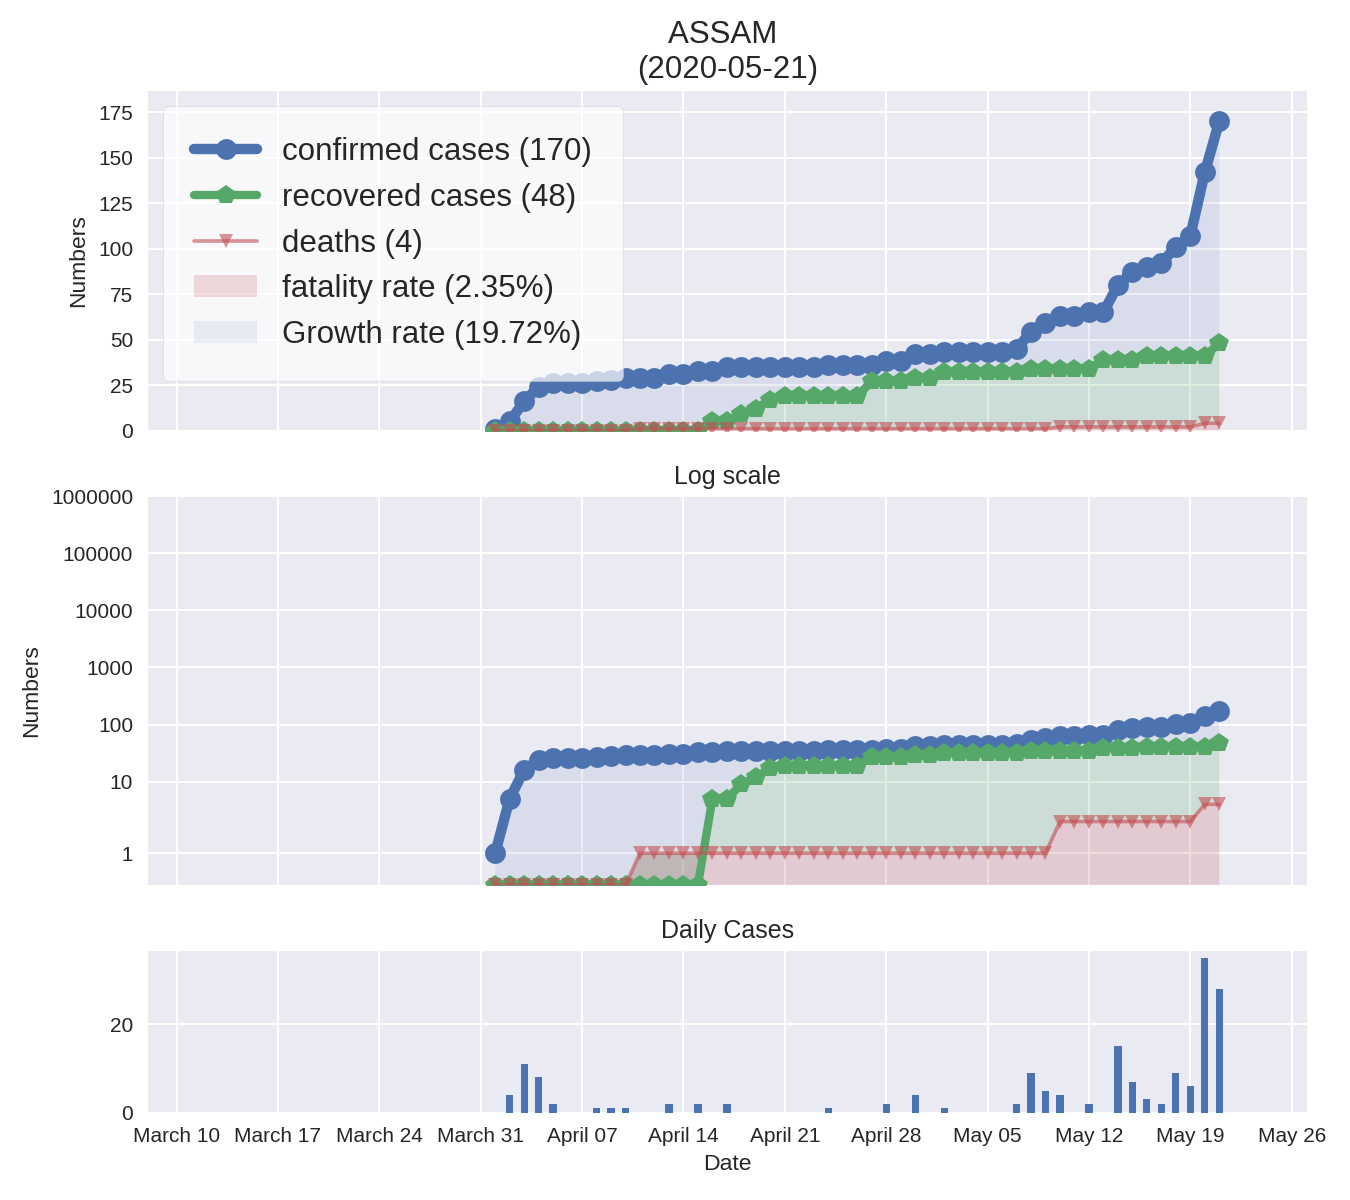 ASSAM
(2020-05-21)
175
150
125
100
75
50
25
0
Numbers
confirmed cases (170)
recovered cases (48)
deaths (4)
fatality rate (2.35%)
Growth rate (19.72%)
Log scale
1000000
100000
10000
1000
100
10
1
Numbers
Daily Cases
20
0
March 10 March 17 March 24 March 31 April 07 April 14 April 21 April 28 May 05 May 12 May 19 May 26
Date